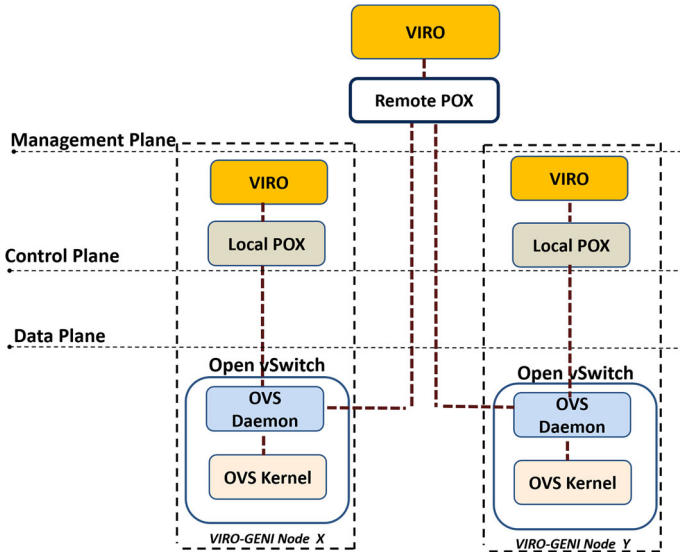 VIRO
Remote POX
Management Plane
VIRO
VIRO
Local POX
Local POX
Control Plane
Data Plane
Open vSwitch
Open vSwitch
OVS
Daemon
OVS
Daemon
OVS Kernel
OVS Kernel
VIRO-GENI Node X
VIRO-GENI Node Y